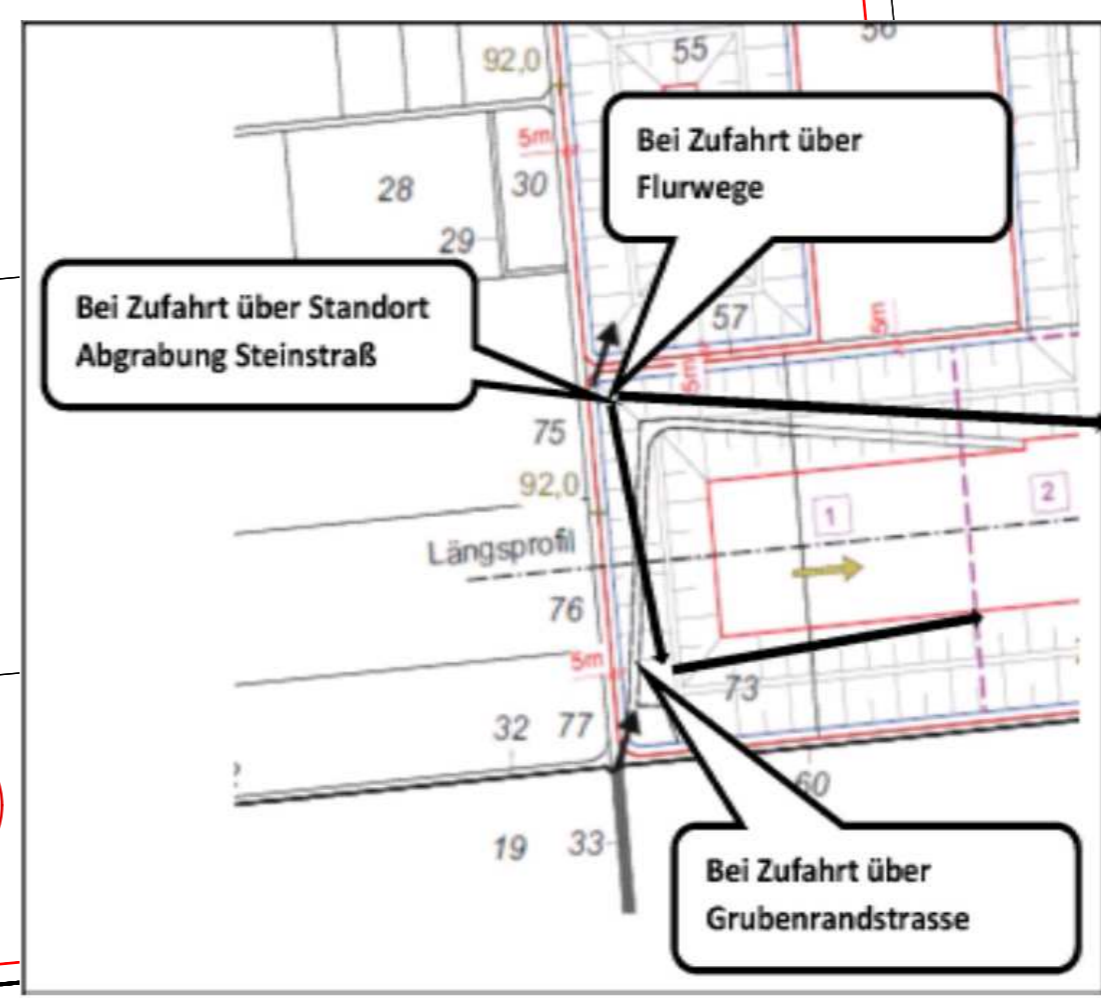 56
55
92,0
5m
Bei Zufahrt über
Flurwege
28
30
29
Bei Zufahrt über Standort
Abgrabung Steinstraß
57
5m
5m
75
92,0
1
2
Längsprofil
76
5m
73
32
77
60
19
33
Bei Zufahrt über
Grubenrandstrasse